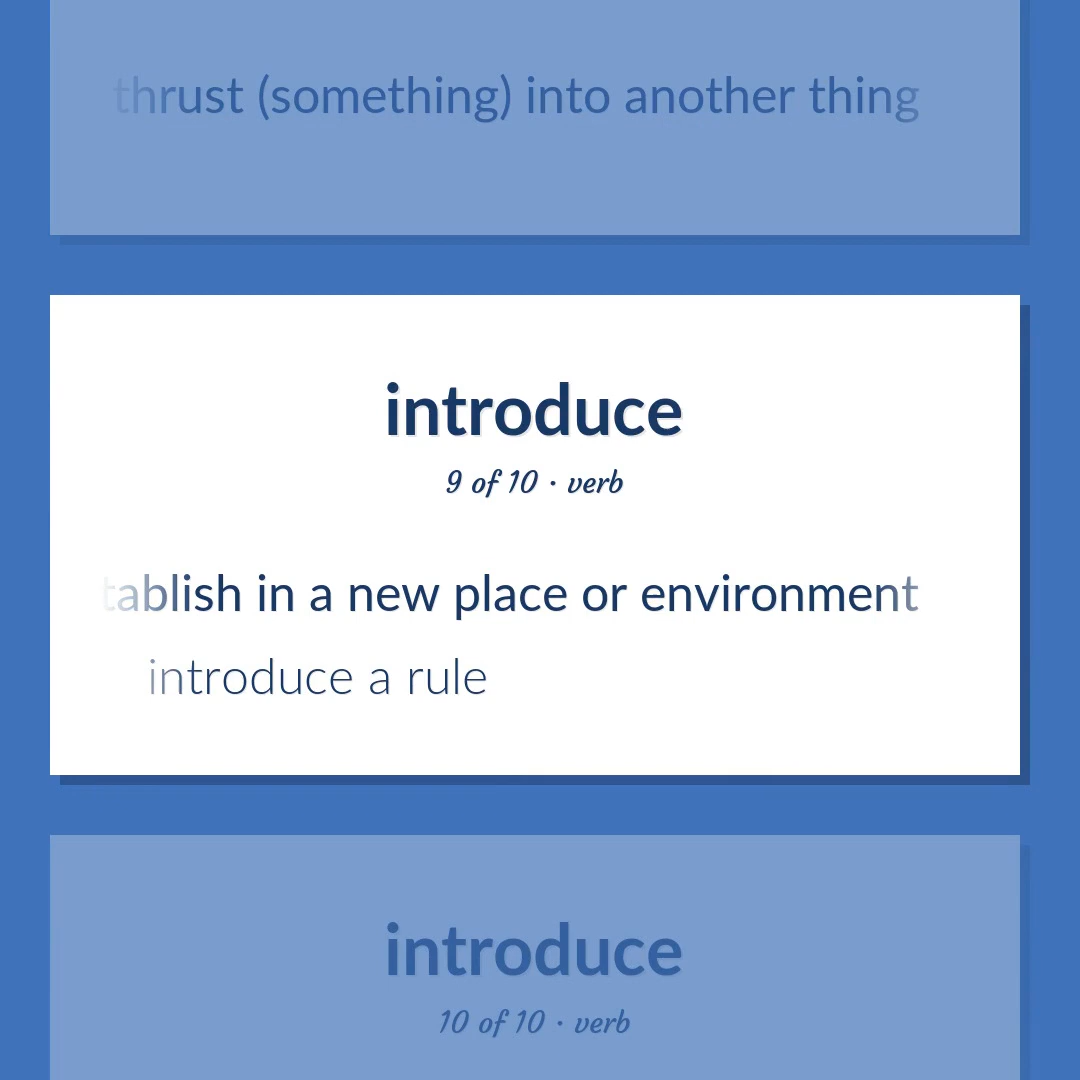 thrust (something) into another thing
introduce
9 of 10 · verb
tablish in a new place or environment
introduce a rule
introduce
10 of 10 · verb